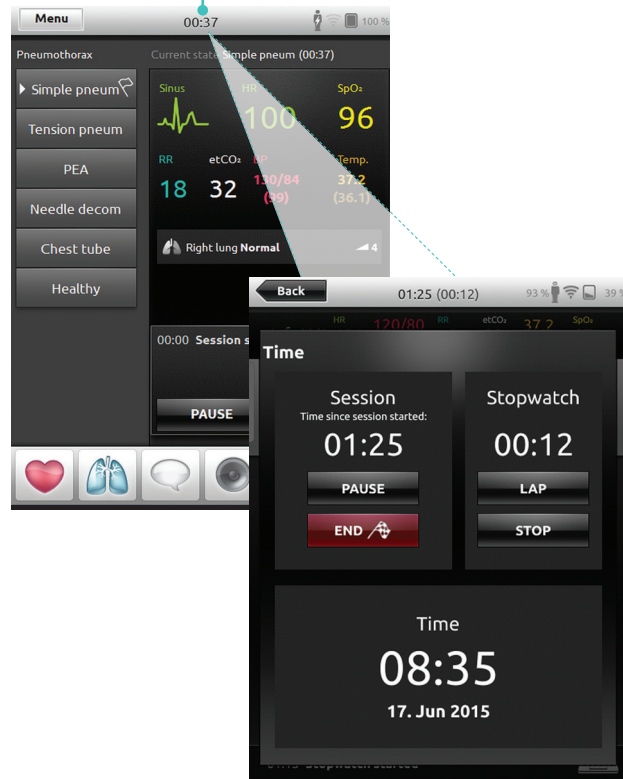 Menu
00:37
100 %
Pneumothorax
Current state Simple pneum (00:37)
Simple pneum
Tension pneum
PEA
Needle decom
Chest tube
Healthy
Sinus
HR
SpO₂
100
96
RR
etCO₂
BP
Temp.
18
32
130/84
(99)
37.2
(36.1)
Right lung Normal
4
00:00 Session s
PAUSE
Back
01:25 (00:12)
93 %
39 %
HR
120/80
RR
etCO₂
37.2
SpO₂
Time
Session
Time since session started:
01:25
PAUSE
END
Stopwatch
00:12
LAP
STOP
Time
08:35
17. Jun 2015
Stopwatch started